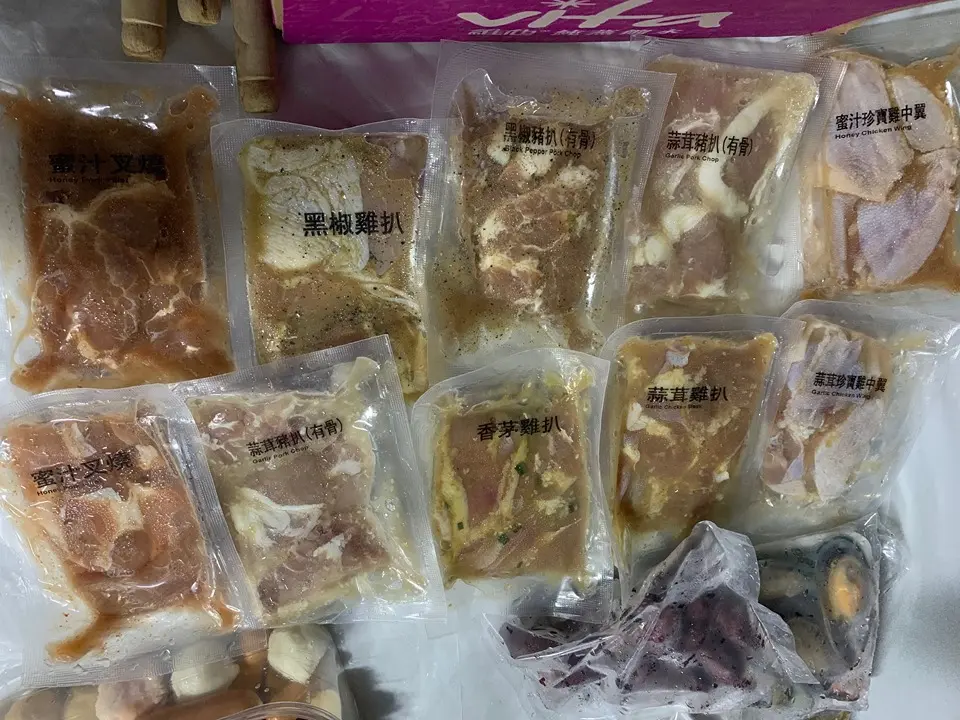 蜜汁叉燒
黑椒雞扒
黑椒豬扒(有骨)
Black Pepper Pork Chop
蒜茸豬扒(有骨)
Garlic Pork Chop
蜜汁珍寶雞中翼
Honey Chicken Wing
蜜汁叉燒
蒜茸豬扒(有骨)
Garlic Pork Chop
香茅雞扒
蒜茸雞扒
Garlic Chicken Steak
蒜茸珍寶雞中翼
Garlic Chicken Wing